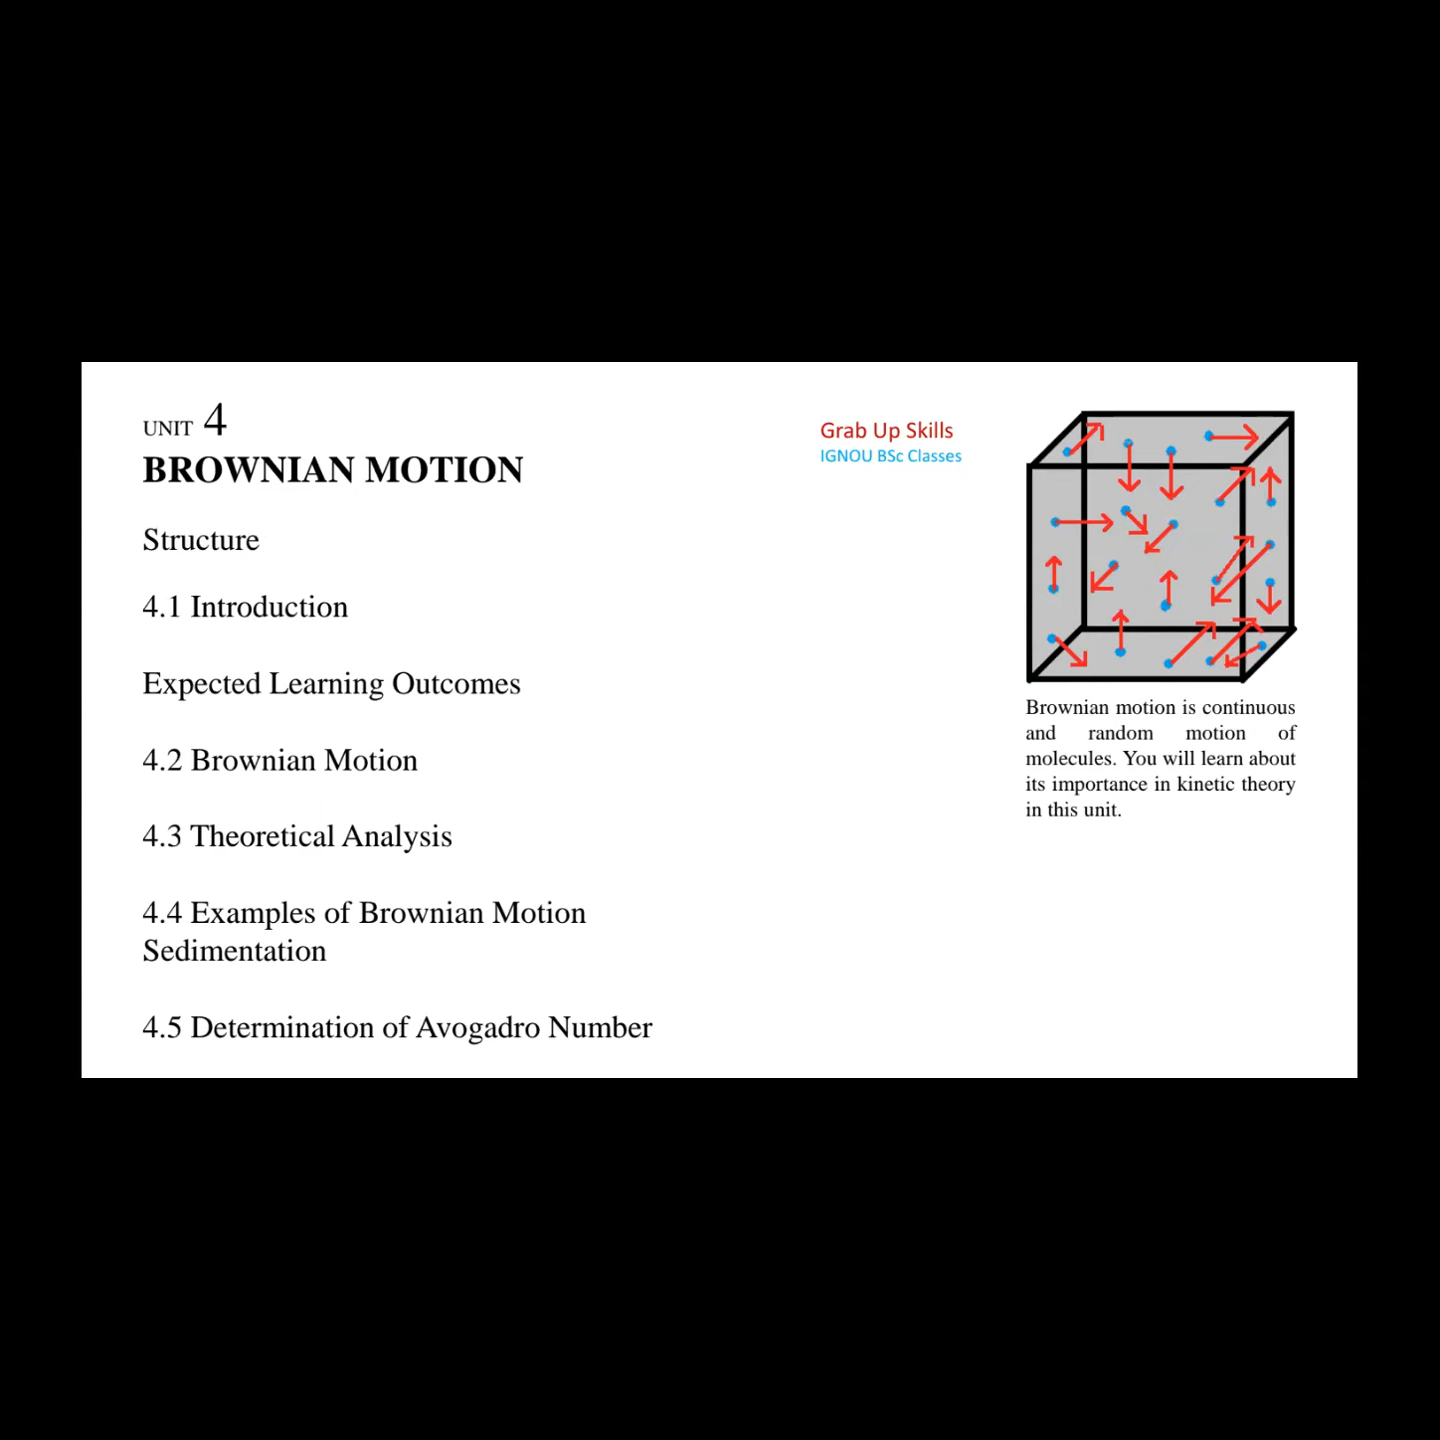 UNIT 4
BROWNIAN MOTION
Structure
4.1 Introduction
Expected Learning Outcomes
4.2 Brownian Motion
4.3 Theoretical Analysis
4.4 Examples of Brownian Motion
Sedimentation
4.5 Determination of Avogadro Number
Grab Up Skills
IGNOU BSc Classes
Brownian motion is continuous
and random motion of
molecules. You will learn about
its importance in kinetic theory
in this unit.